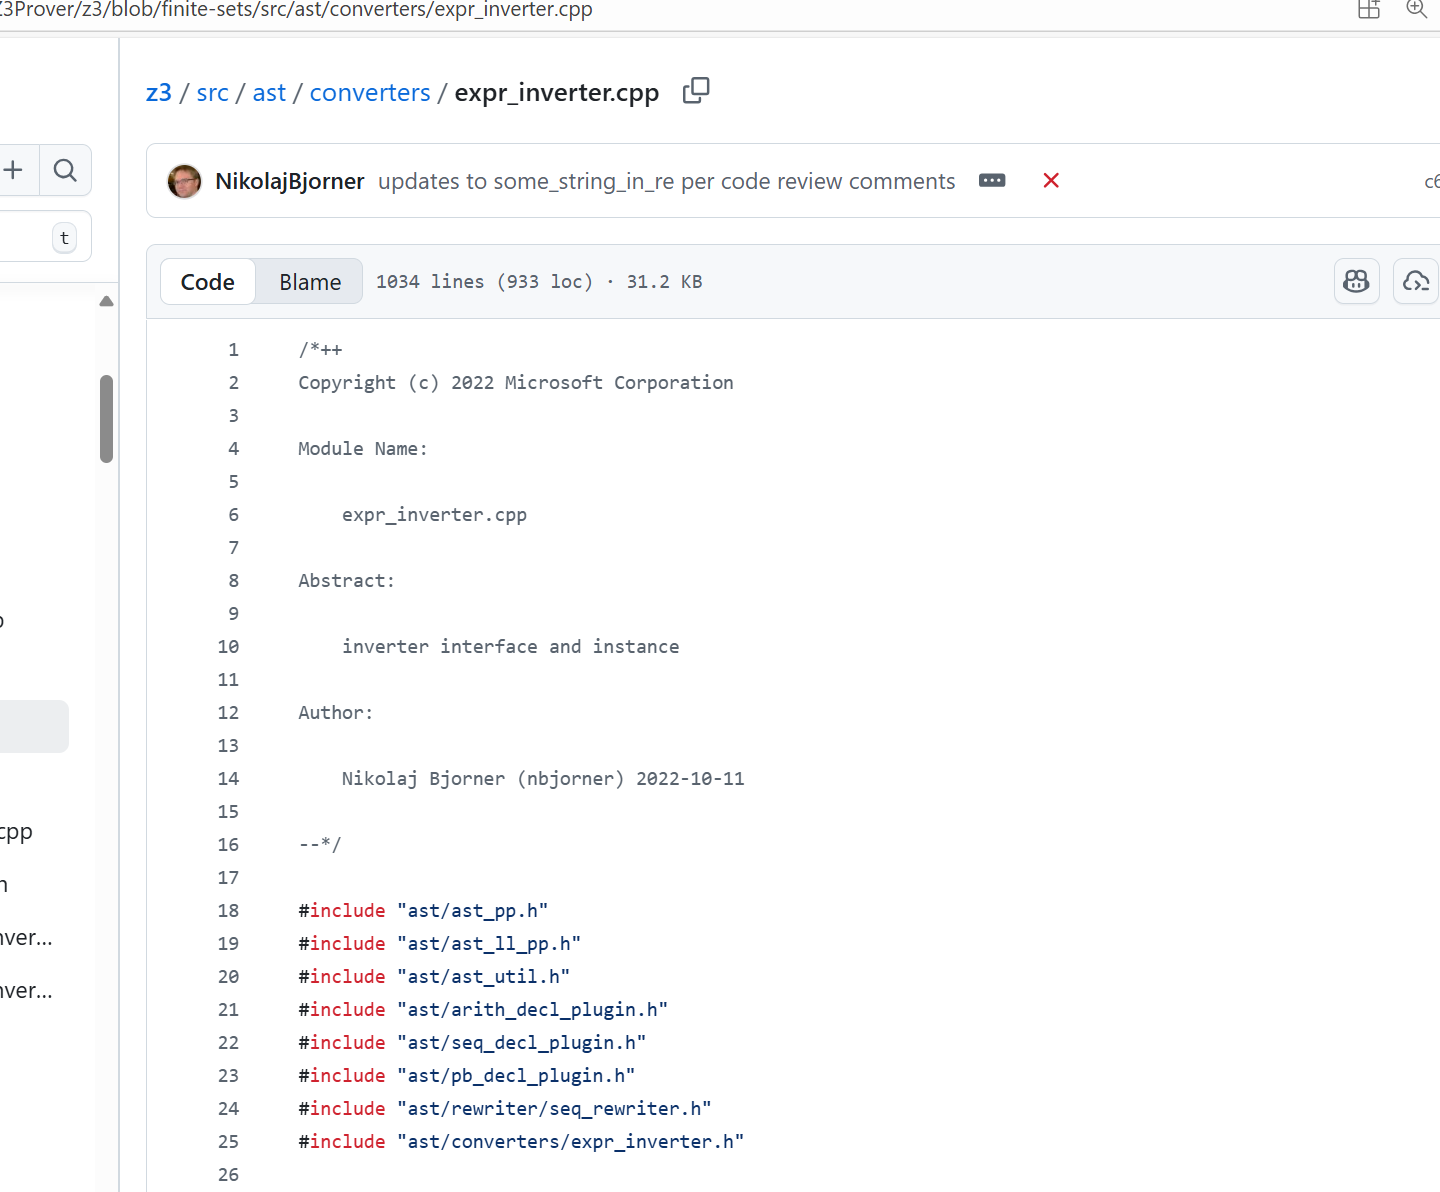 Z3Prover/z3/blob/finite-sets/src/ast/converters/expr_inverter.cpp
z3 / src / ast / converters / expr_inverter.cpp
NikolajBjorner updates to some_string_in_re per code review comments
t
Code Blame 1034 lines (933 loc) · 31.2 KB
1 /*++
2 Copyright (c) 2022 Microsoft Corporation
3
4 Module Name:
5
6 expr_inverter.cpp
7
8 Abstract:
9
10 inverter interface and instance
11
12 Author:
13
14 Nikolaj Bjorner (nbjorner) 2022-10-11
15
16 --*/
17
18 #include "ast/ast_pp.h"
19 #include "ast/ast_ll_pp.h"
20 #include "ast/ast_util.h"
21 #include "ast/arith_decl_plugin.h"
22 #include "ast/seq_decl_plugin.h"
23 #include "ast/pb_decl_plugin.h"
24 #include "ast/rewriter/seq_rewriter.h"
25 #include "ast/converters/expr_inverter.h"
26